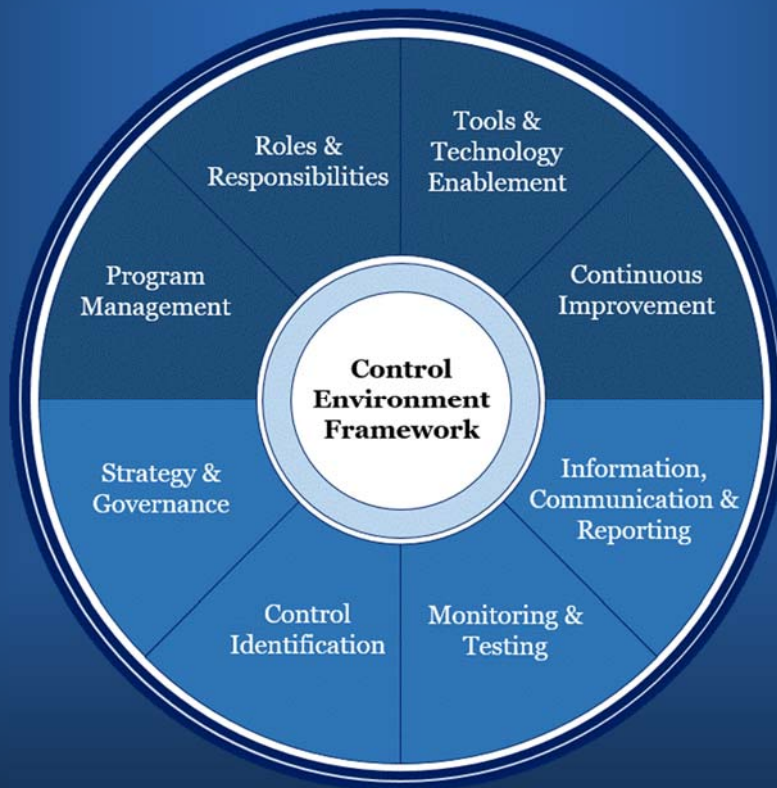 Roles &
Responsibilities
Tools &
Technology
Enablement
Program
Management
Continuous
Improvement
Control
Environment
Framework
Strategy &
Governance
Information,
Communication &
Reporting
Control
Identification
Monitoring &
Testing